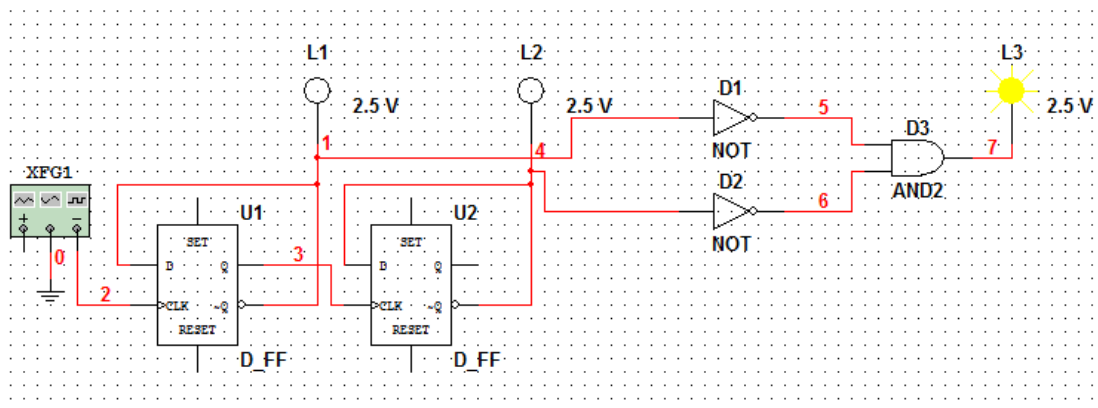 L1
L2
L3
2.5 V
2.5 V
2.5 V
D1
5
D3
1
4
NOT
7
XFG1
D2
AND2
+
−
U1
U2
6
SET
SET
NOT
0
3
D
Q
D
Q
2
CLK
~Q
CLK
~Q
RESET
RESET
D_FF
D_FF